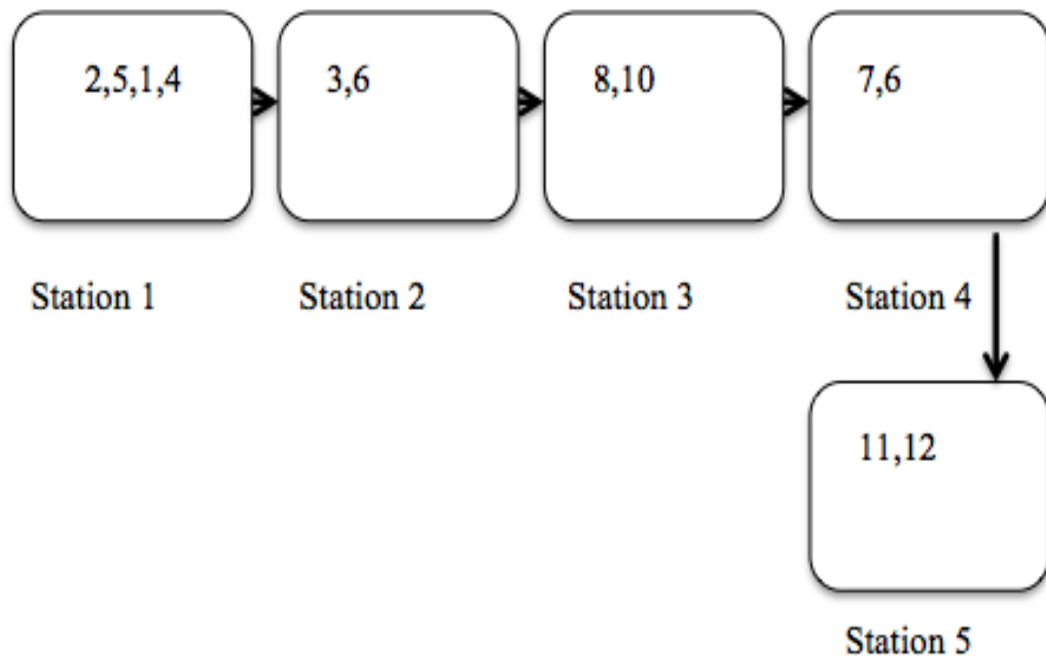 2,5,1,4
3,6
8,10
7,6
Station 1
Station 2
Station 3
Station 4
11,12
Station 5